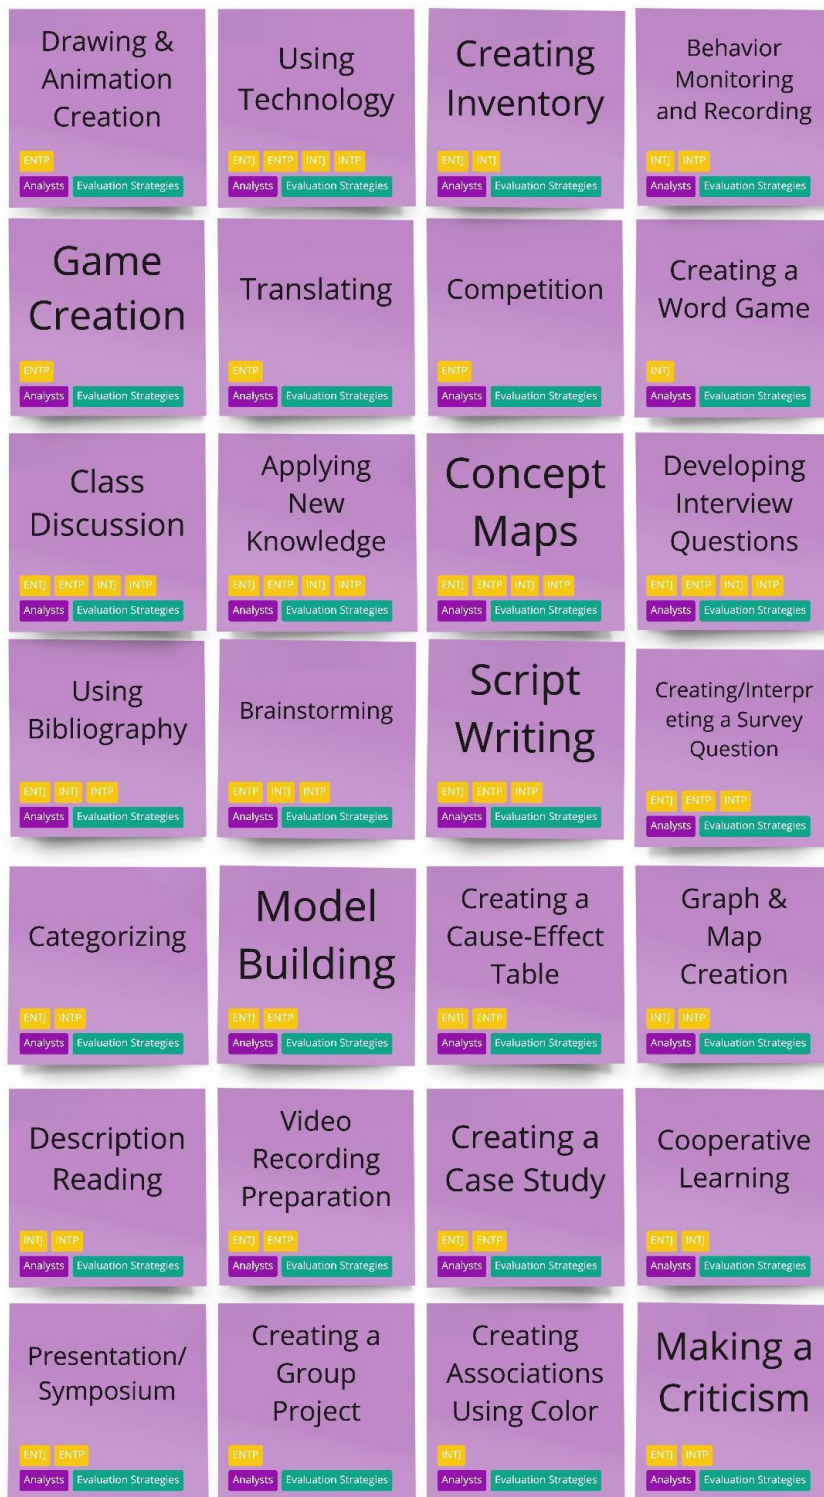 Drawing &
Animation
Creation
ENTP
Analysts Evaluation Strategies
Using
Technology
ENTJ ENTP INTJ INTP
Analysts Evaluation Strategies
Creating
Inventory
ENTJ INTJ
Analysts Evaluation Strategies
Behavior
Monitoring
and Recording
INTJ INTP
Analysts Evaluation Strategies
Game
Creation
ENTP
Analysts Evaluation Strategies
Translating
ENTP
Analysts Evaluation Strategies
Competition
ENTP
Analysts Evaluation Strategies
Creating a
Word Game
INTJ
Analysts Evaluation Strategies
Class
Discussion
ENTJ ENTP INTJ INTP
Analysts Evaluation Strategies
Applying
New
Knowledge
ENTJ ENTP INTJ INTP
Analysts Evaluation Strategies
Concept
Maps
ENTJ ENTP INTJ INTP
Analysts Evaluation Strategies
Developing
Interview
Questions
ENTJ ENTP INTJ INTP
Analysts Evaluation Strategies
Using
Bibliography
ENTJ INTJ INTP
Analysts Evaluation Strategies
Brainstorming
ENTP INTJ INTP
Analysts Evaluation Strategies
Script
Writing
ENTJ ENTP INTP
Analysts Evaluation Strategies
Creating/Interpr
eting a Survey
Question
ENTJ ENTP INTP
Analysts Evaluation Strategies
Categorizing
ENTJ INTP
Analysts Evaluation Strategies
Model
Building
ENTJ ENTP
Analysts Evaluation Strategies
Creating a
Cause-Effect
Table
ENTJ ENTP
Analysts Evaluation Strategies
Graph &
Map
Creation
INTJ INTP
Analysts Evaluation Strategies
Description
Reading
INTJ INTP
Analysts Evaluation Strategies
Video
Recording
Preparation
ENTJ ENTP
Analysts Evaluation Strategies
Creating a
Case Study
ENTJ ENTP
Analysts Evaluation Strategies
Cooperative
Learning
ENTJ INTJ
Analysts Evaluation Strategies
Presentation/
Symposium
ENTJ ENTP
Analysts Evaluation Strategies
Creating a
Group
Project
ENTP
Analysts Evaluation Strategies
Creating
Associations
Using Color
INTJ
Analysts Evaluation Strategies
Making a
Criticism
ENTJ INTP
Analysts Evaluation Strategies